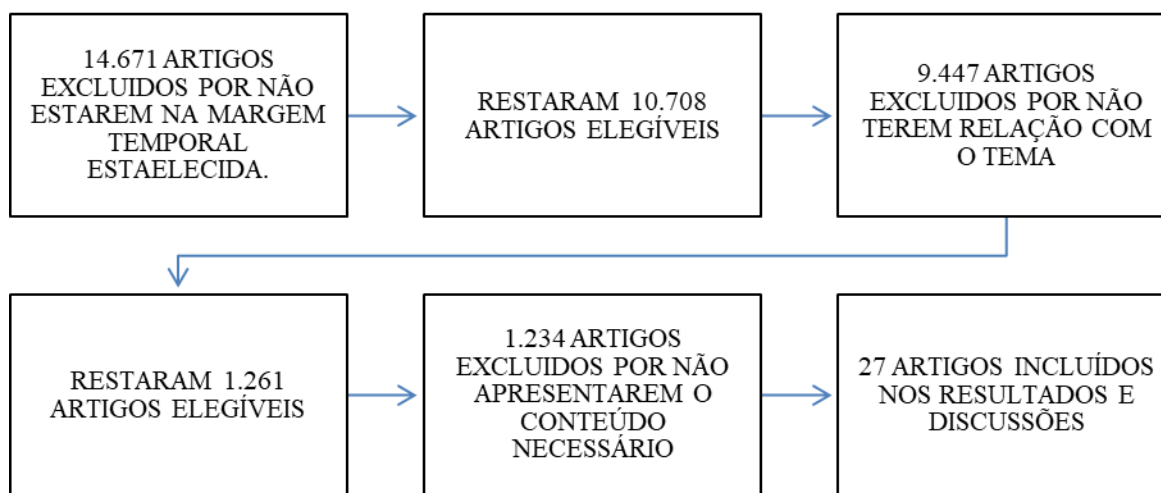 14.671 ARTIGOS
EXCLUIDOS POR NÃO
ESTAREM NA MARGEM
TEMPORAL
ESTAELECIDA.
RESTARAM 10.708
ARTIGOS ELEGÍVEIS
9.447 ARTIGOS
EXCLUIDOS POR NÃO
TEREM RELAÇÃO COM
O TEMA
RESTARAM 1.261
ARTIGOS ELEGÍVEIS
1.234 ARTIGOS
EXCLUIDOS POR NÃO
APRESENTAREM O
CONTEÚDO
NECESSÁRIO
27 ARTIGOS INCLUÍDOS
NOS RESULTADOS E
DISCUSSÕES